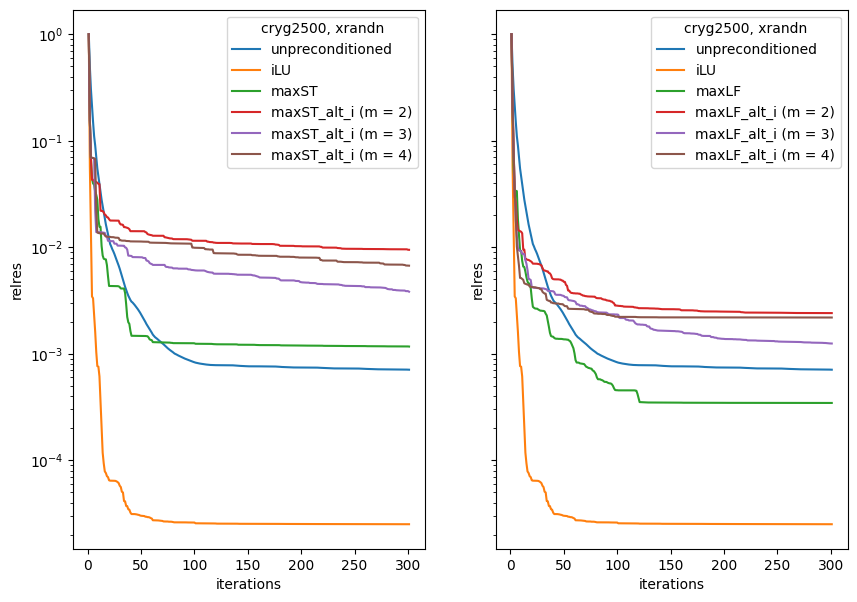 cryg2500, xrandn
unpreconditioned
iLU
maxST
maxST_alt_i (m = 2)
maxST_alt_i (m = 3)
maxST_alt_i (m = 4)
relres
10^0
10^-1
10^-2
10^-3
10^-4
0 50 100 150 200 250 300
iterations
cryg2500, xrandn
unpreconditioned
iLU
maxLF
maxLF_alt_i (m = 2)
maxLF_alt_i (m = 3)
maxLF_alt_i (m = 4)
relres
0 50 100 150 200 250 300
iterations